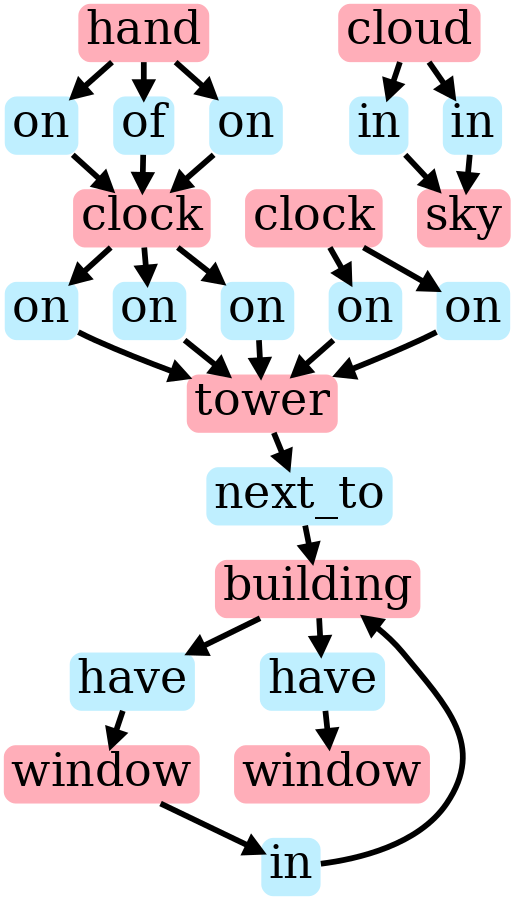 hand cloud
on of on in in
clock clock sky
on on on on on
tower
next_to
building
have have
window window
in